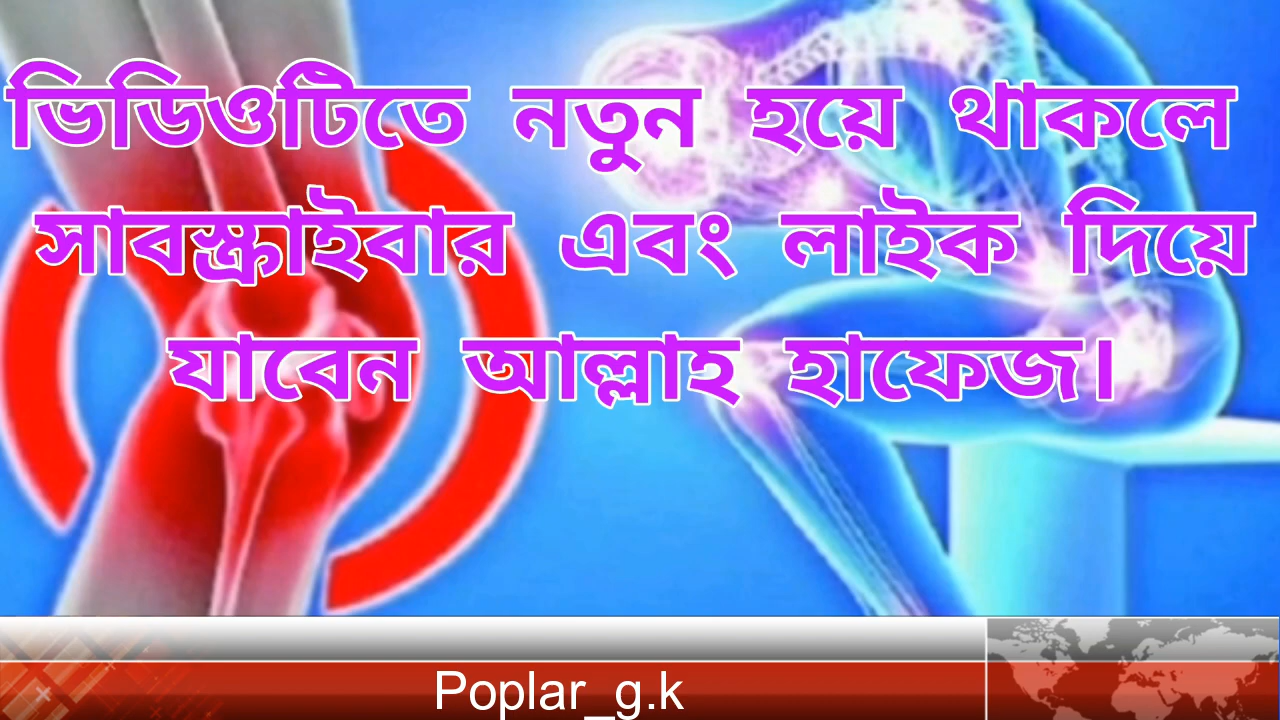 ভিডিওটিতে নতুন হয়ে থাকলে
সাবস্ক্রাইবার এবং লাইক দিয়ে
যাবেন আল্লাহ হাফেজ।
Poplar_g.k